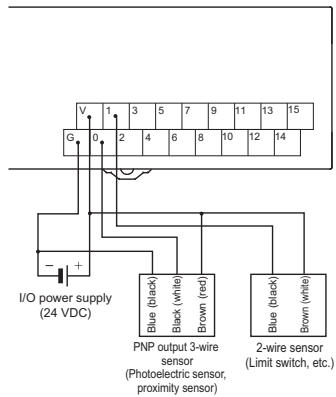 V 1 3 5 7 9 11 13 15
G 0 2 4 6 8 10 12 14
− +
I/O power supply
(24 VDC)
Blue (black)
Black (white)
Brown (red)
Blue (black)
Brown (white)
PNP output 3-wire
sensor
(Photoelectric sensor,
proximity sensor)
2-wire sensor
(Limit switch, etc.)